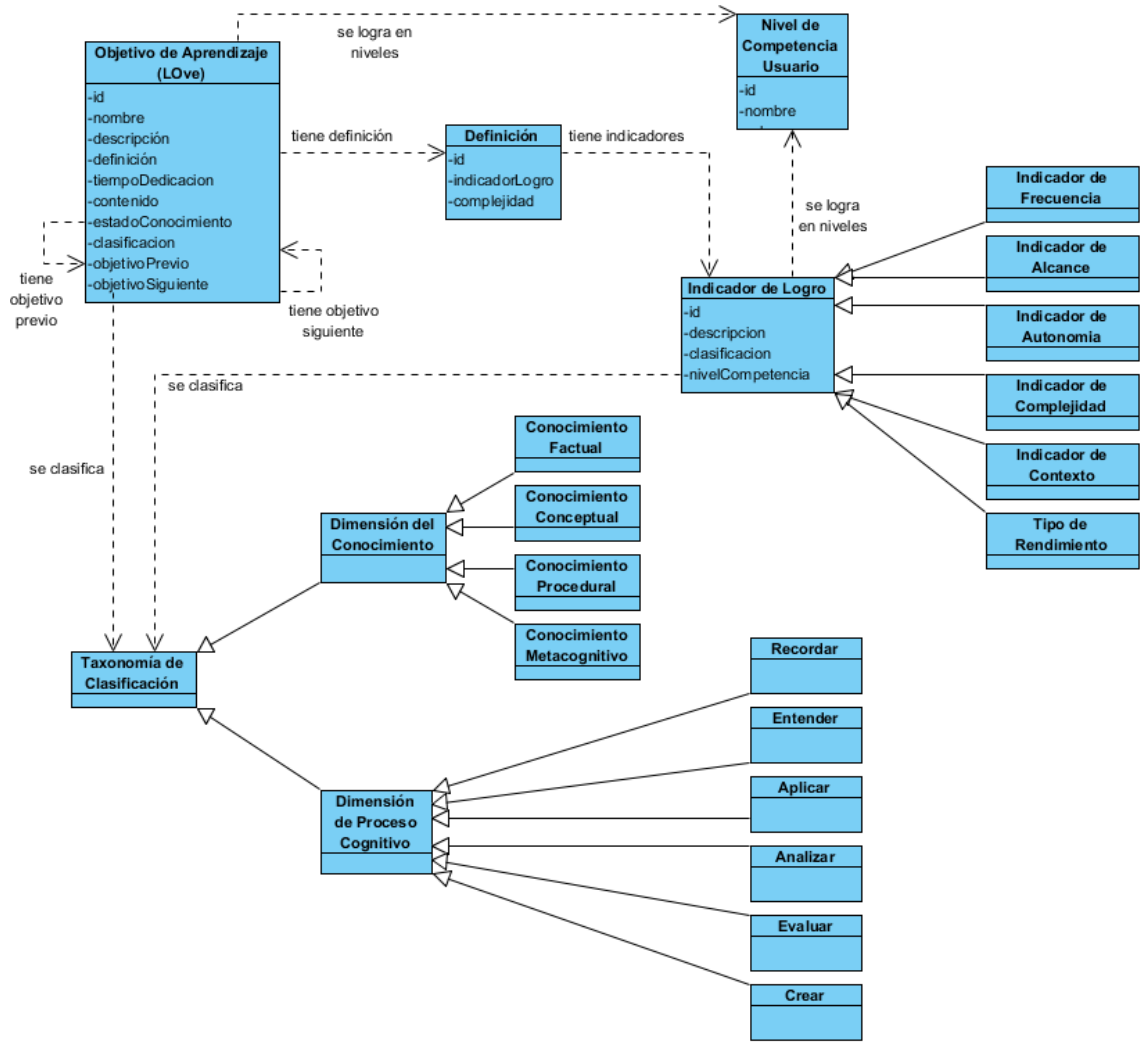 Objetivo de Aprendizaje
(LOve)
-id
-nombre
-descripción
-definición
-tiempoDedicacion
-contenido
-estadoConocimiento
-clasificacion
-objetivoPrevio
-objetivoSiguiente
se logra en
niveles
Nivel de
Competencia
Usuario
-id
-nombre
tiene definición
Definición
-id
-indicadorLogro
-complejidad
tiene indicadores
se logra
en niveles
tiene
objetivo
previo
tiene objetivo
siguiente
Indicador de Logro
-id
-descripcion
-clasificacion
-nivelCompetencia
Indicador de
Frecuencia
Indicador de
Alcance
Indicador de
Autonomia
Indicador de
Complejidad
Indicador de
Contexto
Tipo de
Rendimiento
se clasifica
se clasifica
Conocimiento
Factual
Conocimiento
Conceptual
Conocimiento
Procedural
Conocimiento
Metacognitivo
Dimensión del
Conocimiento
Taxonomía de
Clasificación
Dimensión
de Proceso
Cognitivo
Recordar
Entender
Aplicar
Analizar
Evaluar
Crear